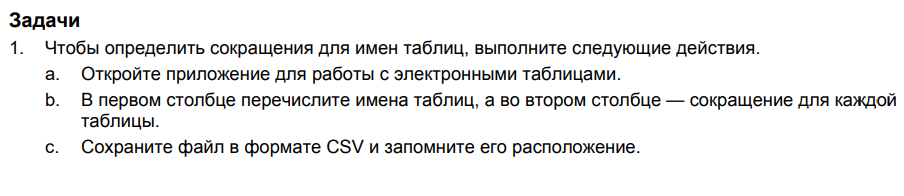 Задачи
1. Чтобы определить сокращения для имен таблиц, выполните следующие действия.
a. Откройте приложение для работы с электронными таблицами.
b. В первом столбце перечислите имена таблиц, а во втором столбце — сокращение для каждой
таблицы.
c. Сохраните файл в формате CSV и запомните его расположение.